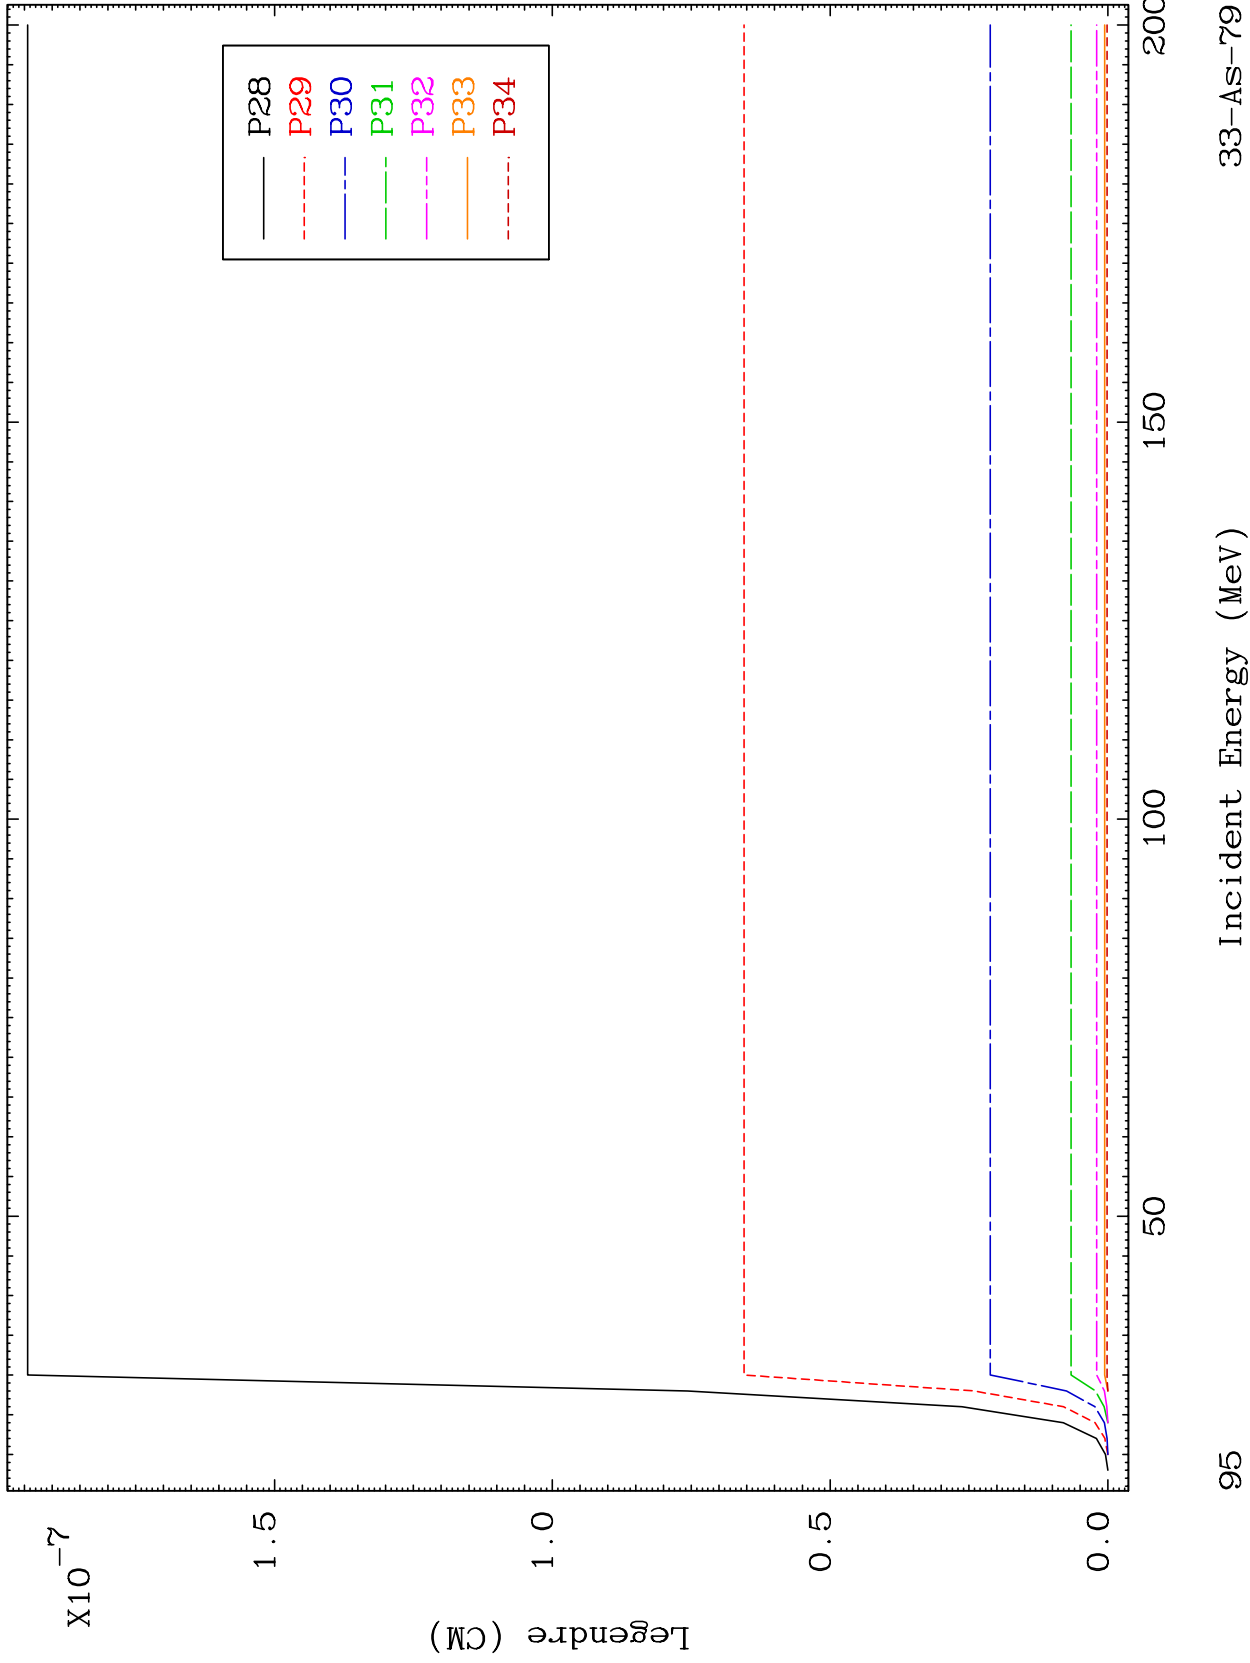 X10-7
Legendre (CM)
1.5
1.0
0.5
0.0
P28
P29
P30
P31
P32
P33
P34
50
100
150
200
Incident Energy (MeV)
95
33-As-79